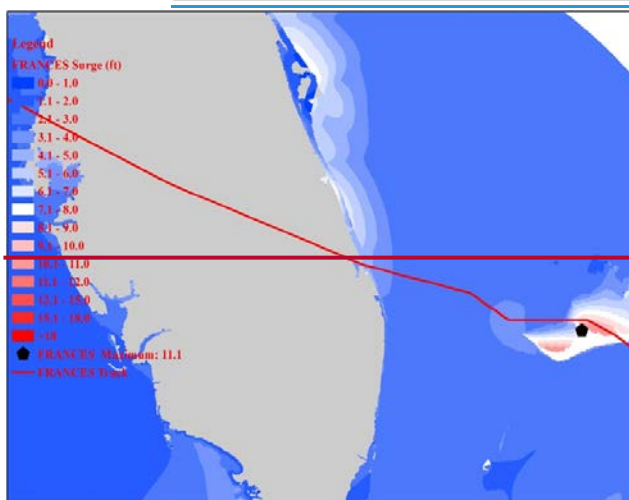 Legend
FRANCES Surge (ft)
0.0 - 1.0
1.1 - 2.0
2.1 - 3.0
3.1 - 4.0
4.1 - 5.0
5.1 - 6.0
6.1 - 7.0
7.1 - 8.0
8.1 - 9.0
9.1 - 10.0
10.1 - 11.0
11.1 - 12.0
12.1 - 15.0
15.1 - 18.0
>18
FRANCES Maximum: 11.1
FRANCES Track